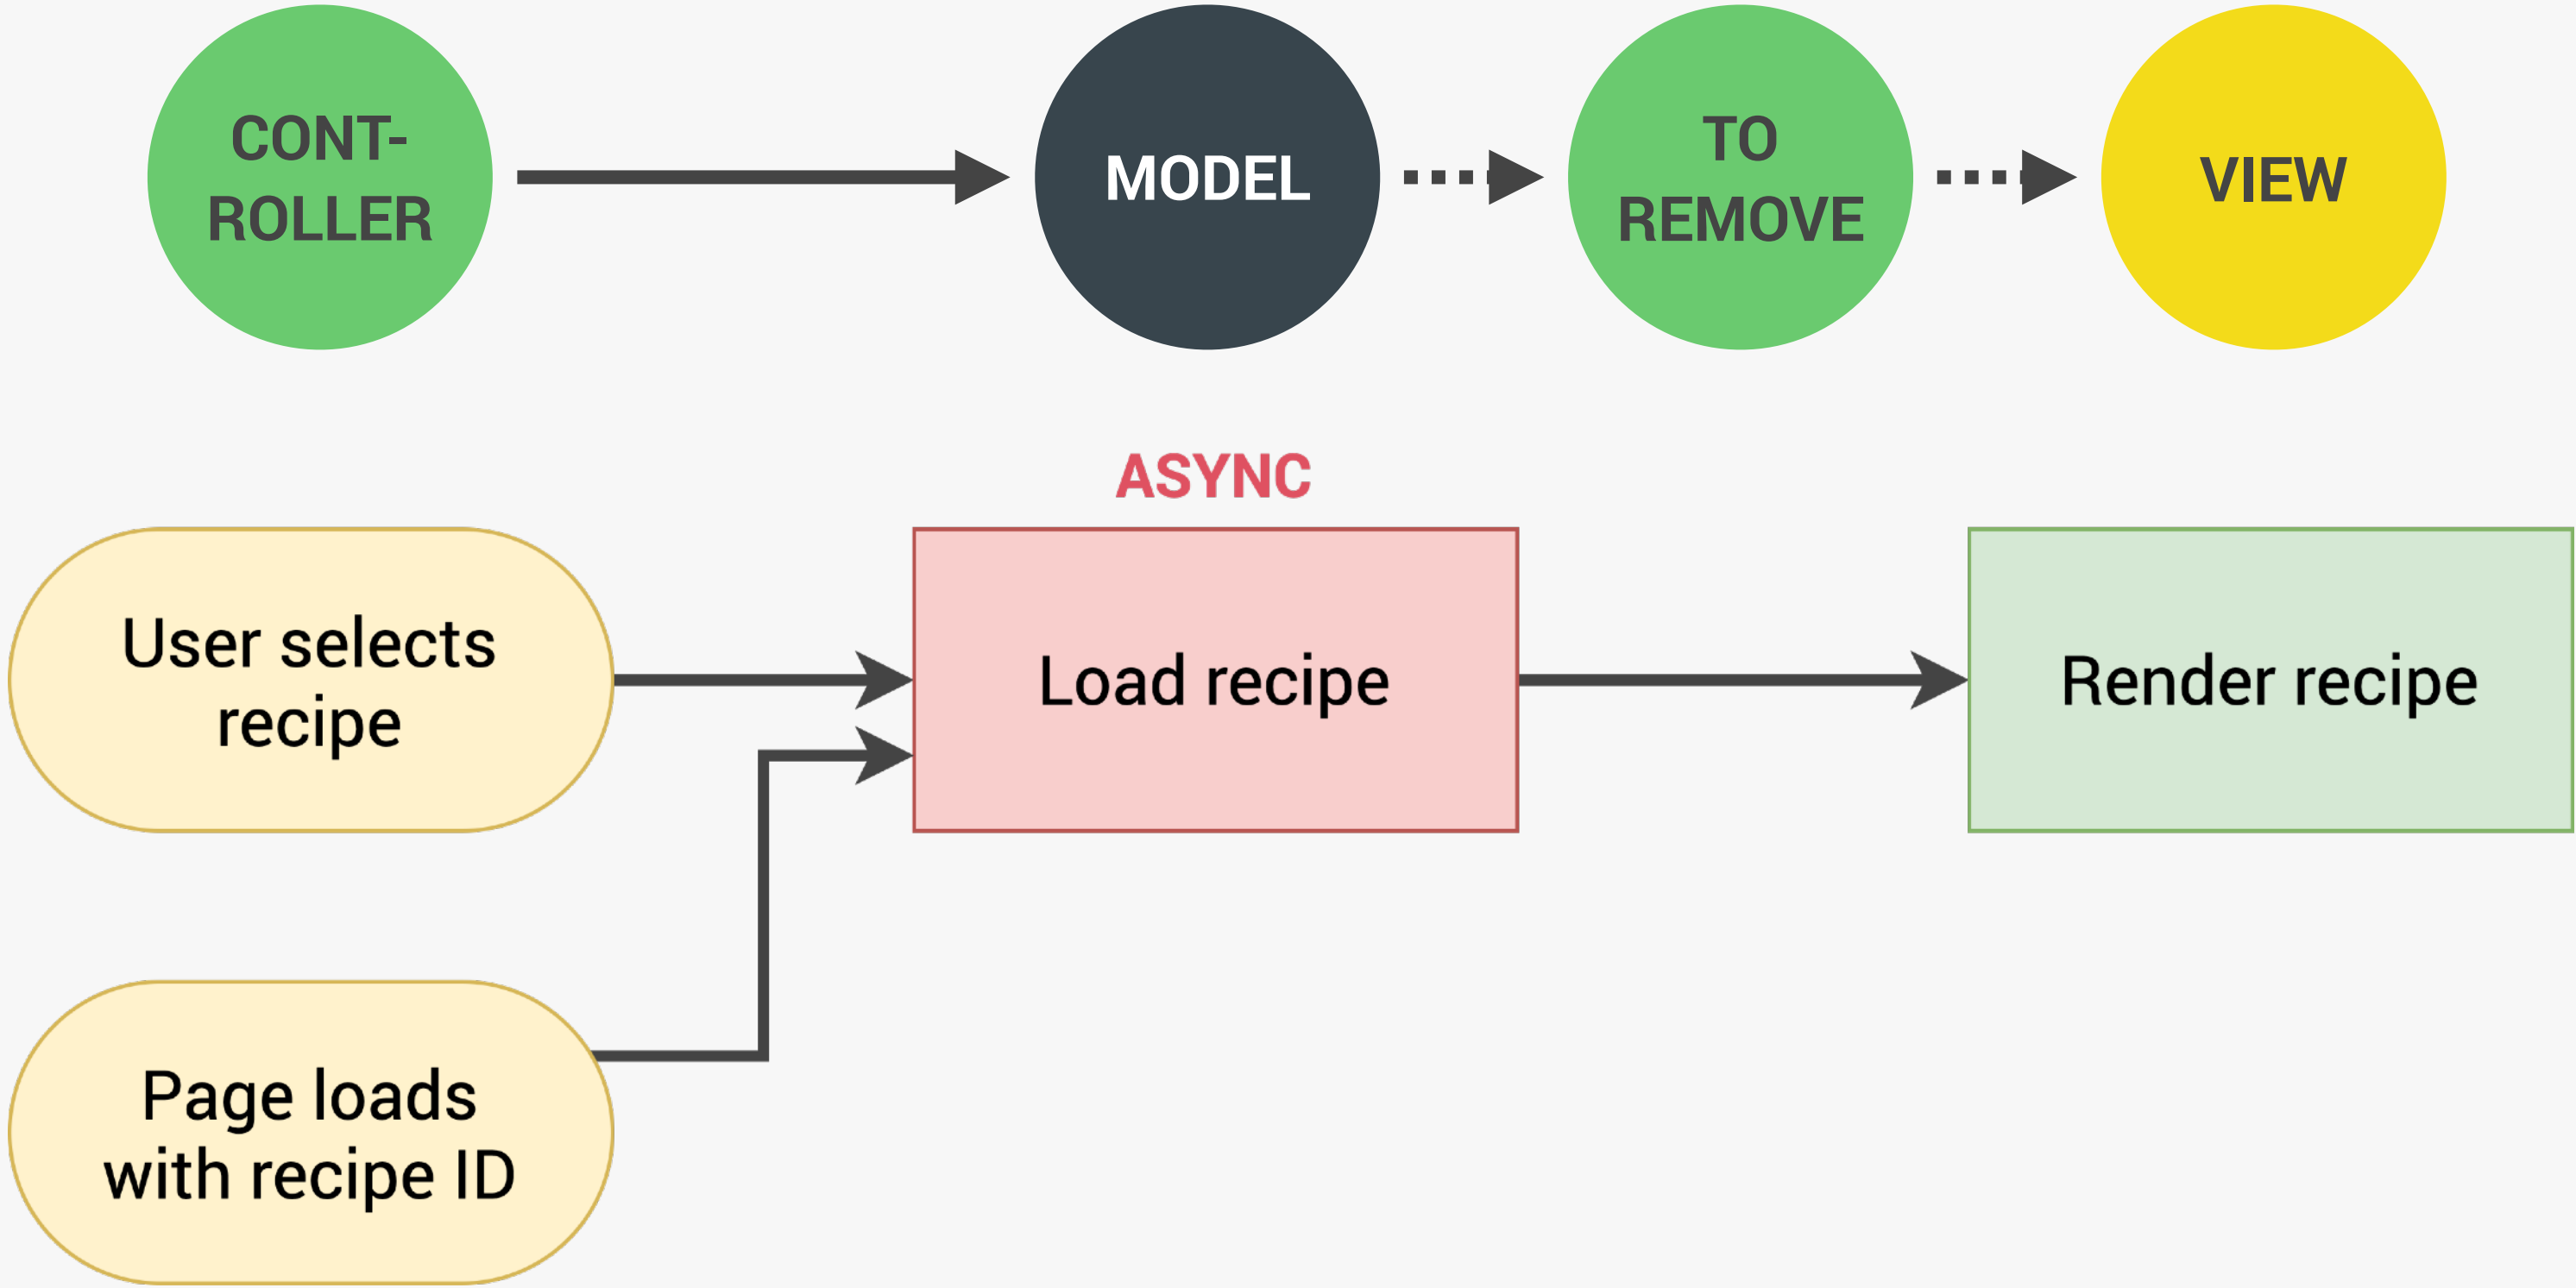 CONT-
ROLLER
MODEL
TO
REMOVE
VIEW
ASYNC
User selects
recipe
Load recipe
Render recipe
Page loads
with recipe ID